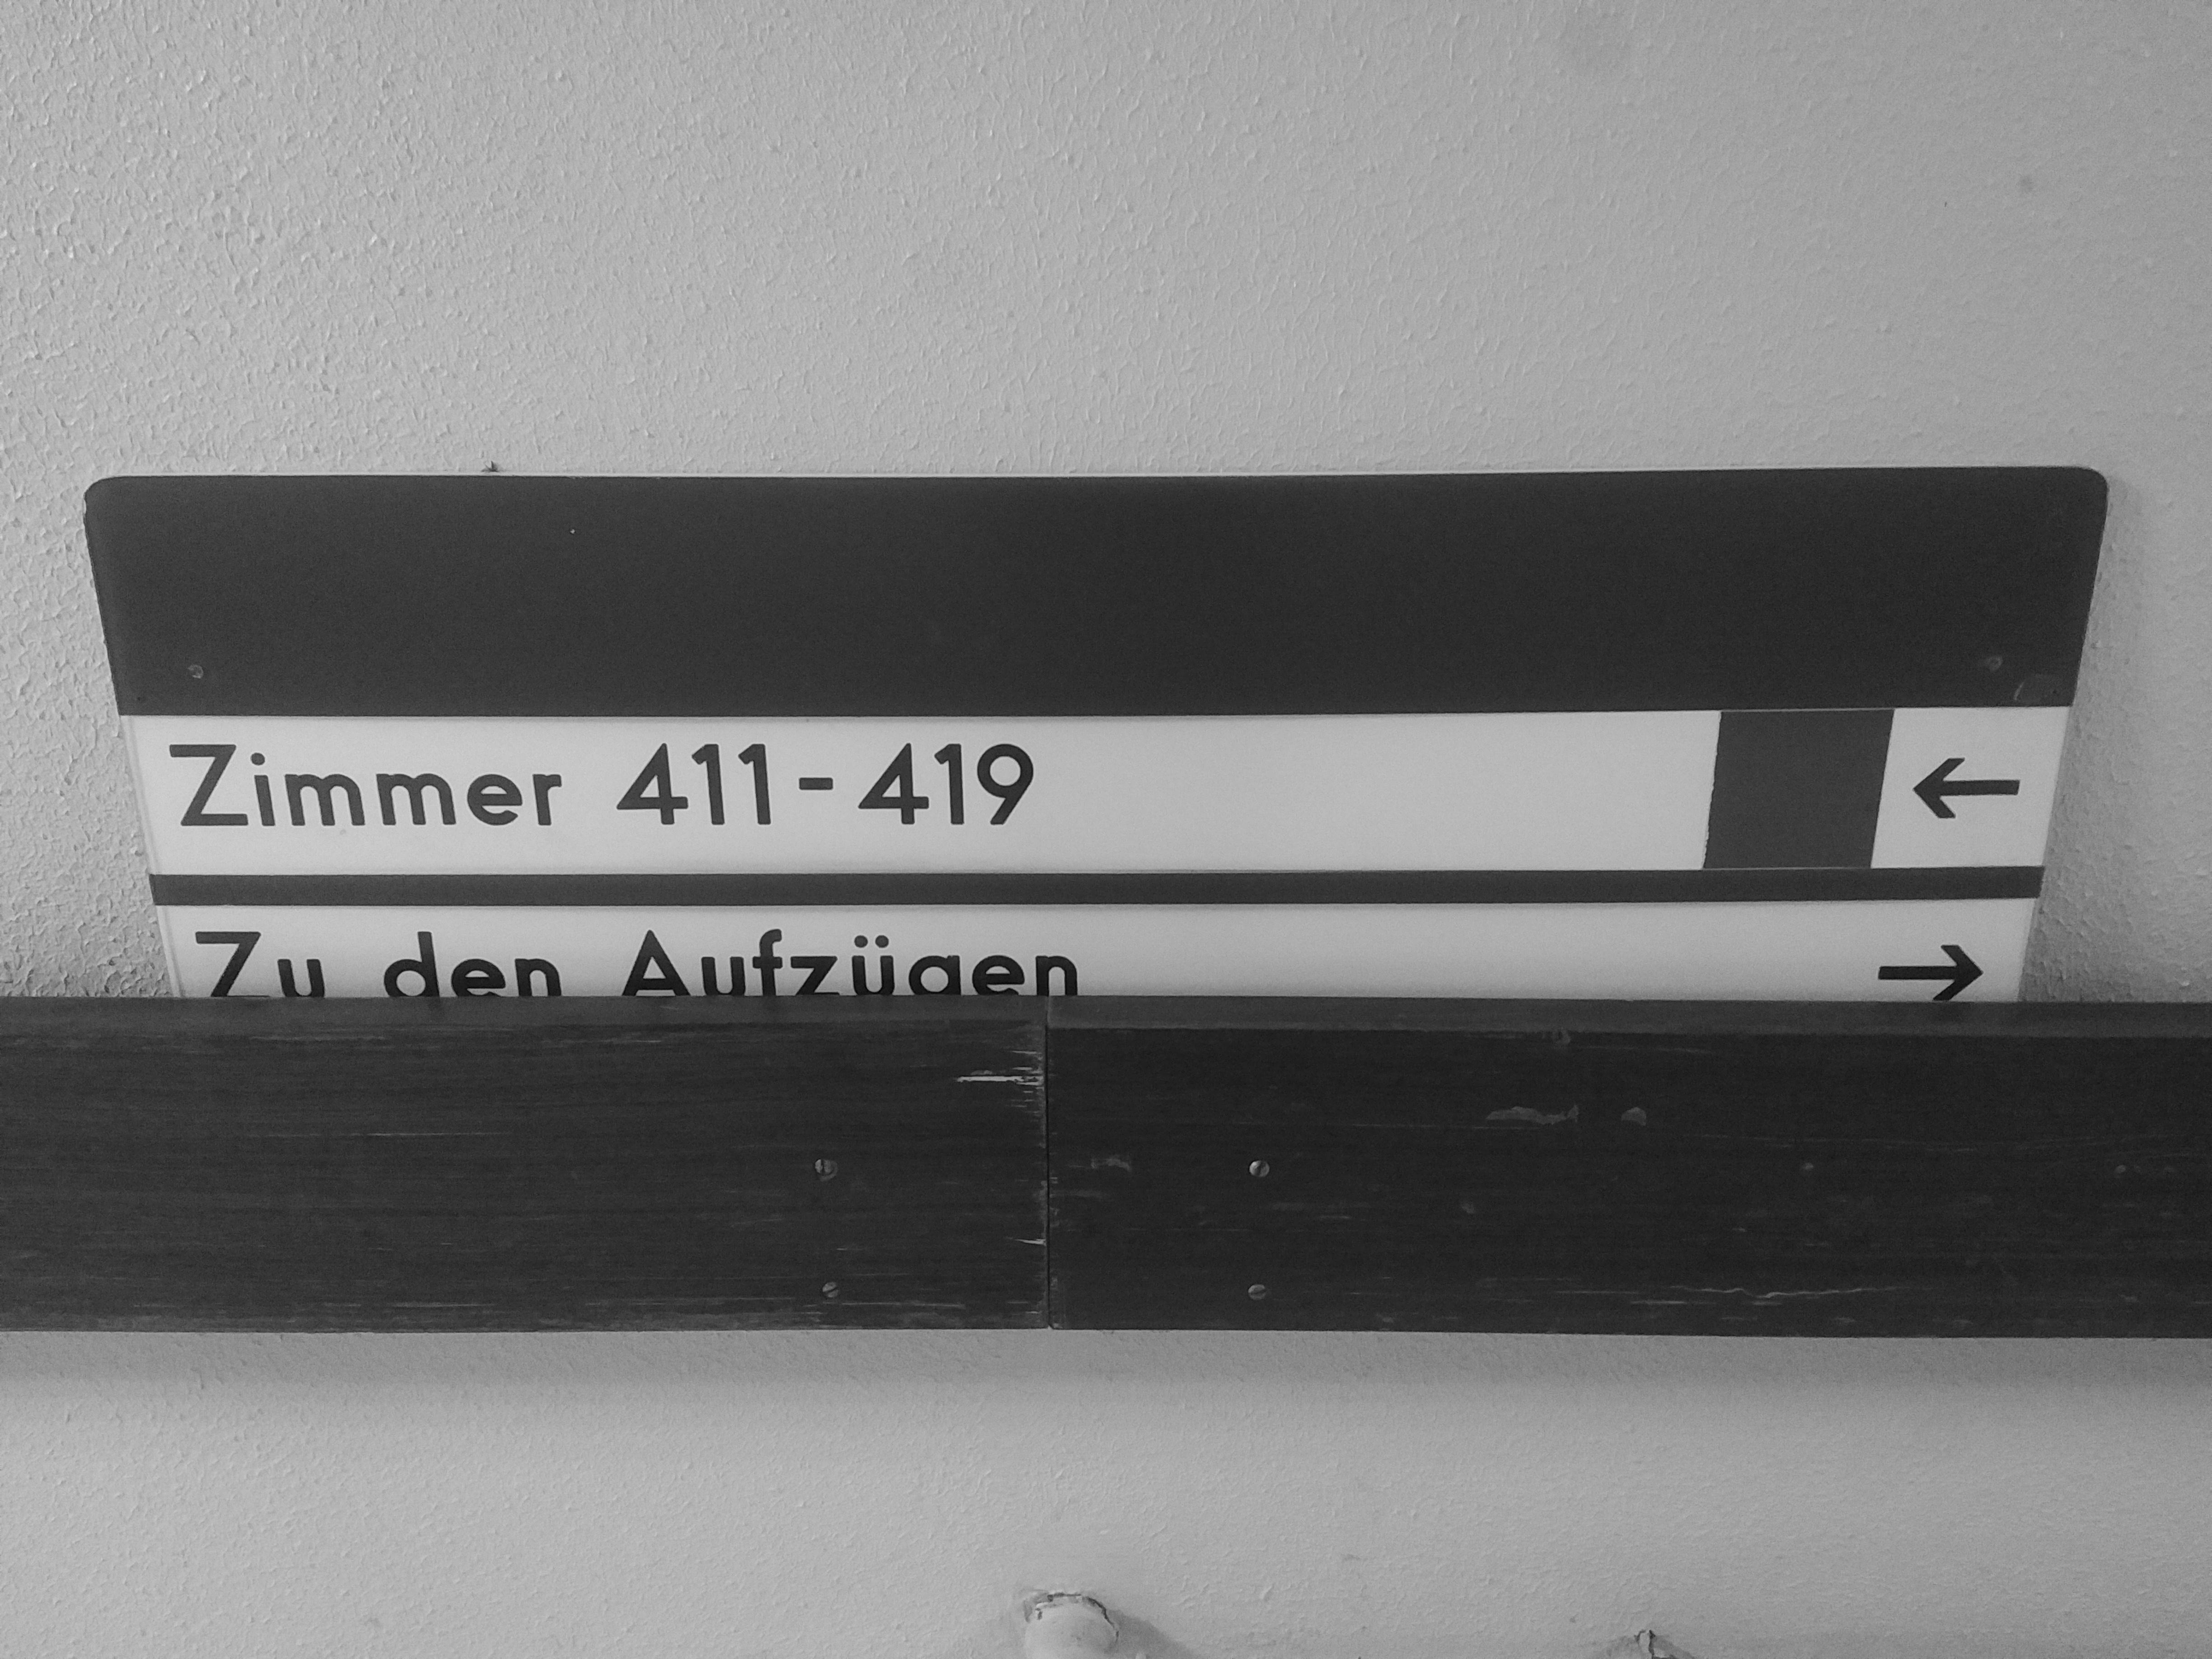 Zimmer 411-419 ←
Zu den Aufzügen →